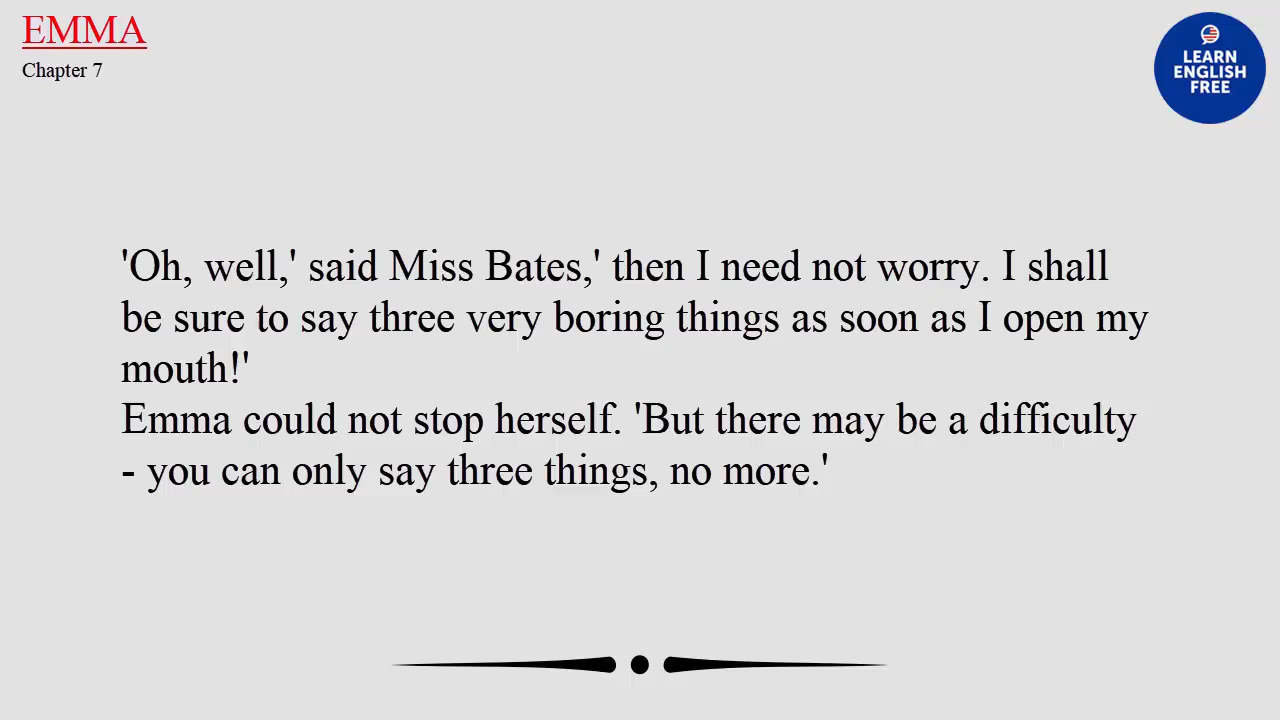 EMMA
Chapter 7
LEARN
ENGLISH
FREE
'Oh, well,' said Miss Bates,' then I need not worry. I shall
be sure to say three very boring things as soon as I open my
mouth!'
Emma could not stop herself. 'But there may be a difficulty
- you can only say three things, no more.'